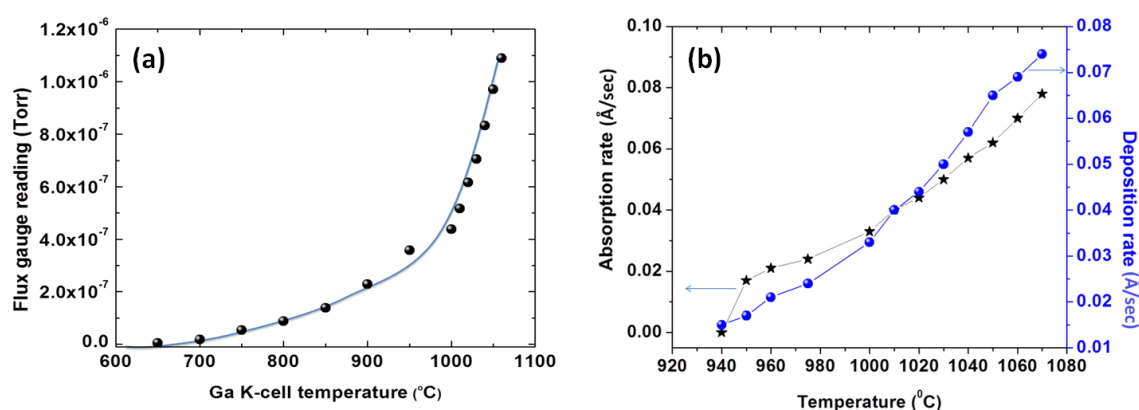 (a)
Flux gauge reading (Torr)
1.2x10⁻⁶
1.0x10⁻⁶
8.0x10⁻⁷
6.0x10⁻⁷
4.0x10⁻⁷
2.0x10⁻⁷
0.0
600 700 800 900 1000 1100
Ga K-cell temperature (°C)
(b)
Absorption rate (Å/sec)
0.10
0.08
0.06
0.04
0.02
0.00
920 940 960 980 1000 1020 1040 1060 1080
Temperature (⁰C)
0.08
0.07
0.06
0.05
0.04
0.03
0.02
0.01
Deposition rate (Å/sec)